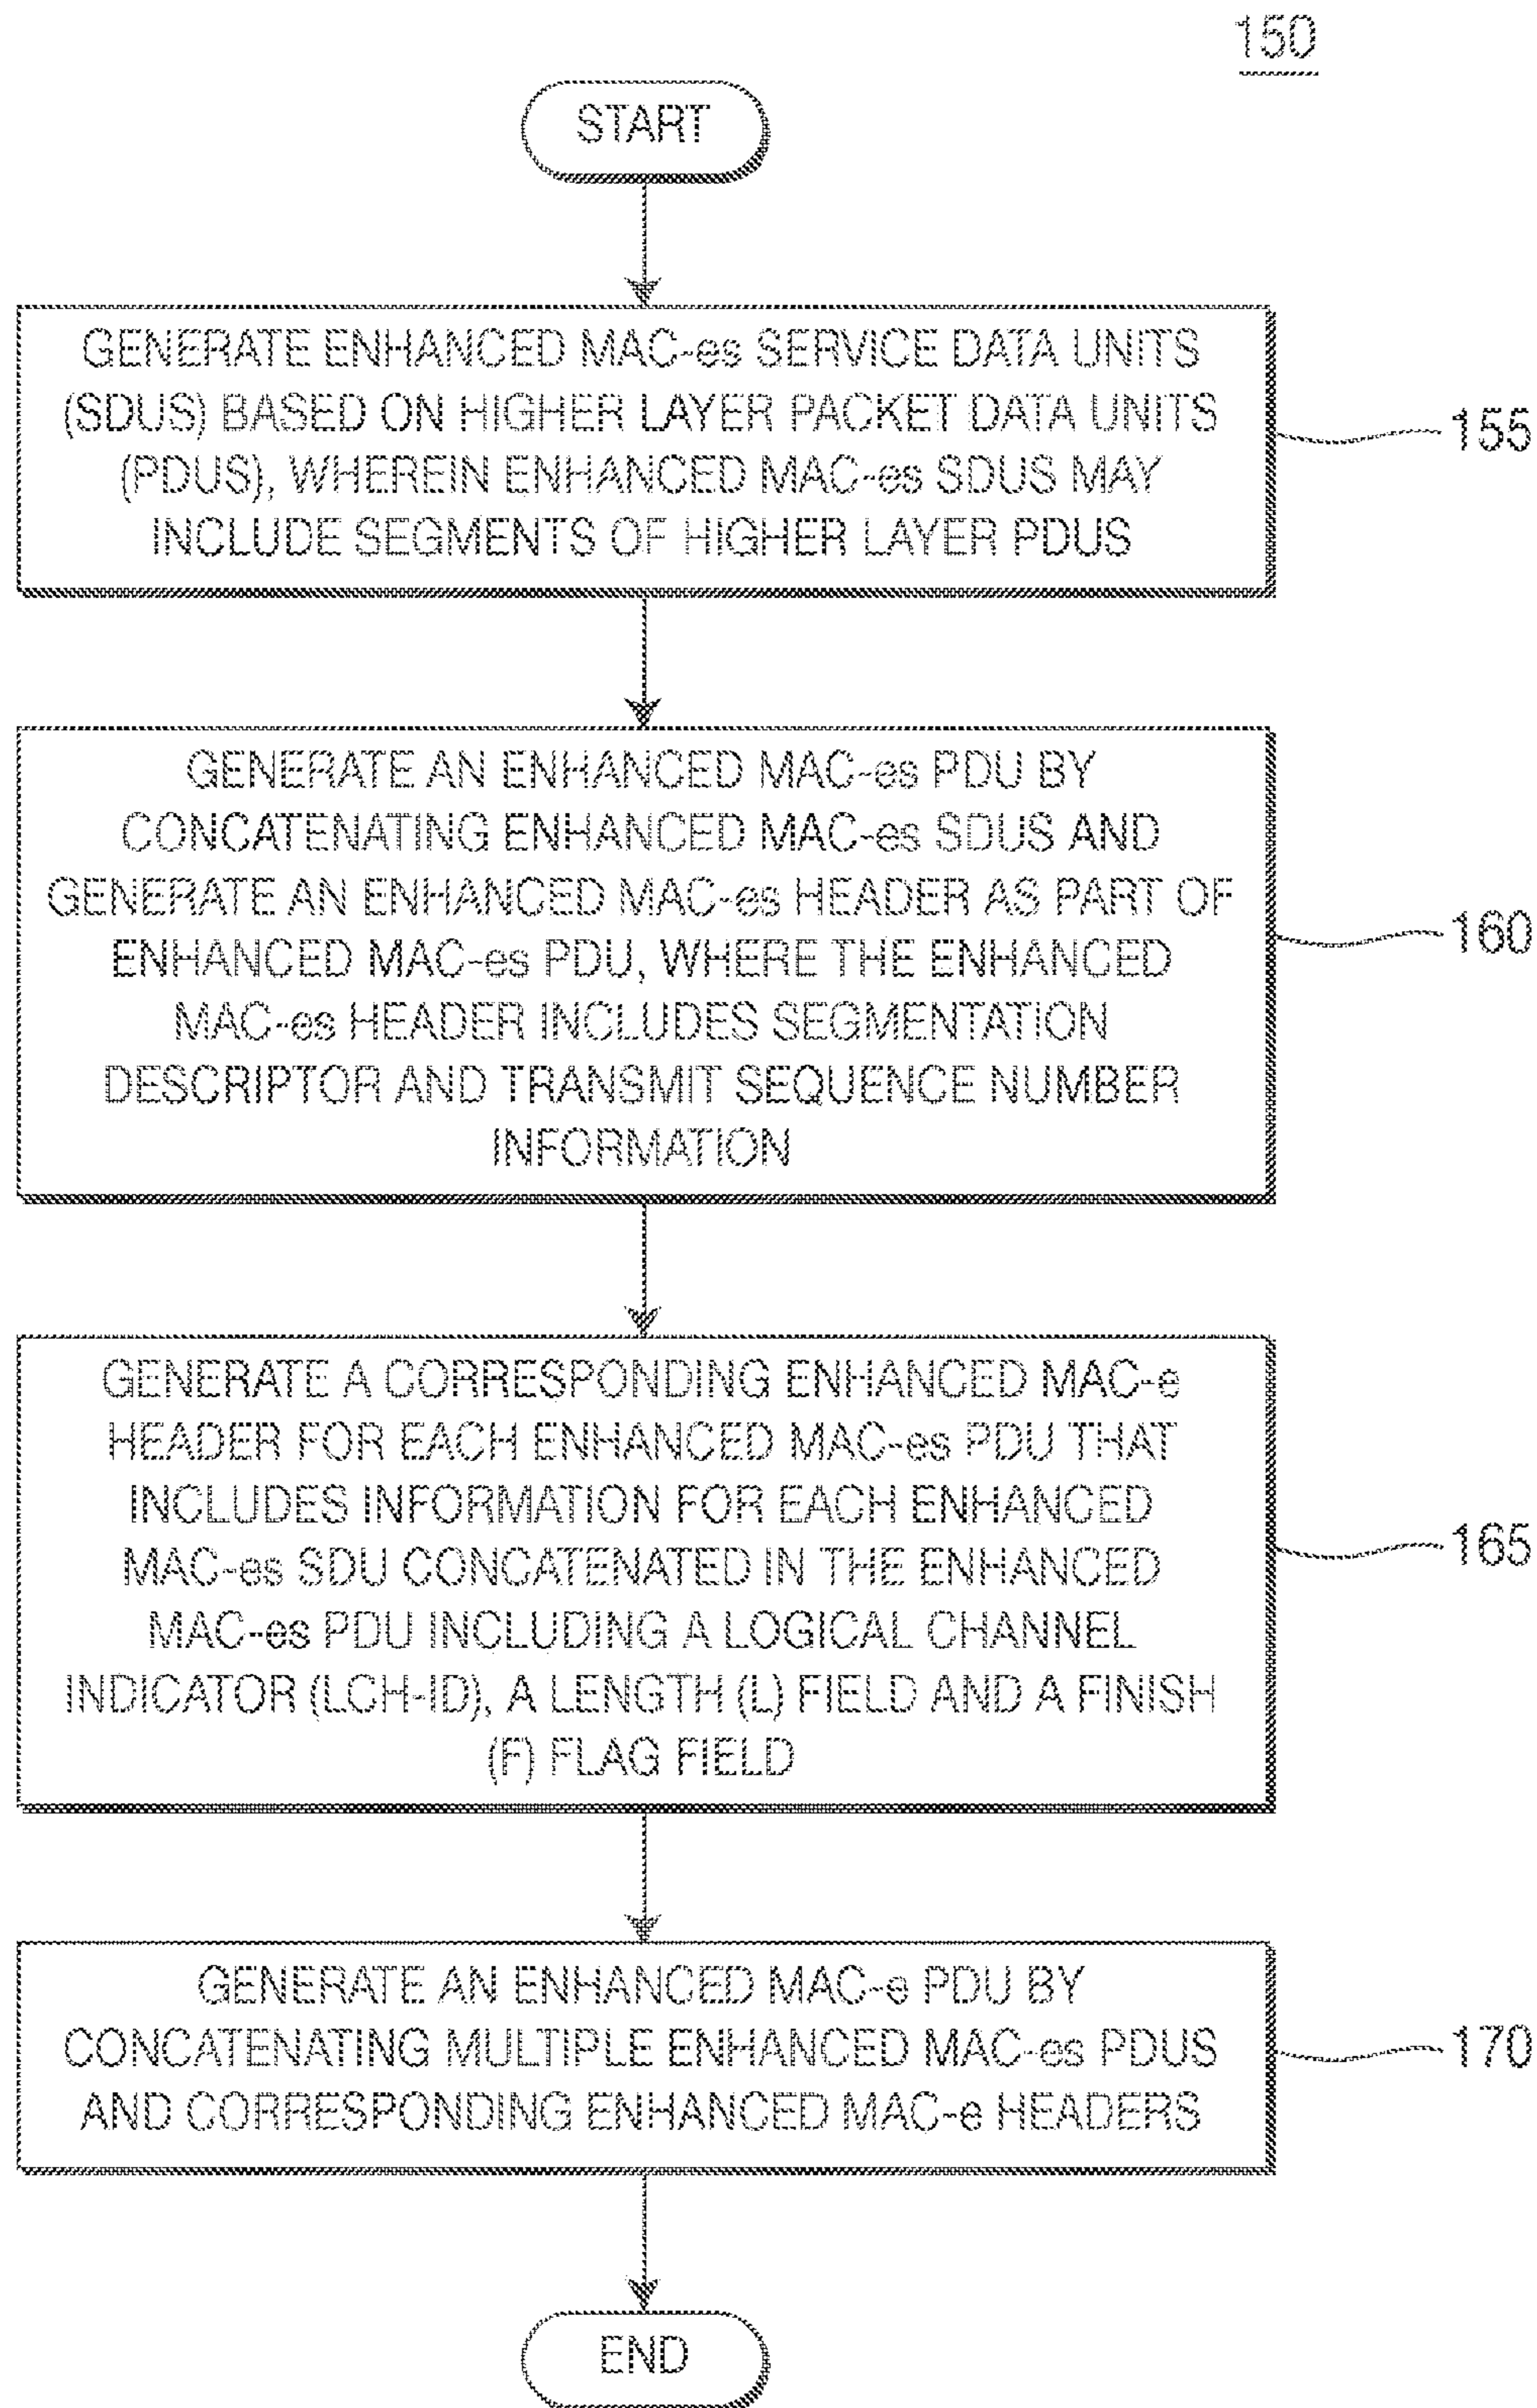 150
START
GENERATE ENHANCED MAC-es SERVICE DATA UNITS
(SDUS) BASED ON HIGHER LAYER PACKET DATA UNITS
(PDUS), WHEREIN ENHANCED MAC-es SDUS MAY
INCLUDE SEGMENTS OF HIGHER LAYER PDUS
155
GENERATE AN ENHANCED MAC-es PDU BY
CONCATENATING ENHANCED MAC-es SDUS AND
GENERATE AN ENHANCED MAC-es HEADER AS PART OF
ENHANCED MAC-es PDU, WHERE THE ENHANCED
MAC-es HEADER INCLUDES SEGMENTATION
DESCRIPTOR AND TRANSMIT SEQUENCE NUMBER
INFORMATION
160
GENERATE A CORRESPONDING ENHANCED MAC-e
HEADER FOR EACH ENHANCED MAC-es PDU THAT
INCLUDES INFORMATION FOR EACH ENHANCED
MAC-es SDU CONCATENATED IN THE ENHANCED
MAC-es PDU INCLUDING A LOGICAL CHANNEL
INDICATOR (LCH-ID), A LENGTH (L) FIELD AND A FINISH
(F) FLAG FIELD
165
GENERATE AN ENHANCED MAC-e PDU BY
CONCATENATING MULTIPLE ENHANCED MAC-es PDUS
AND CORRESPONDING ENHANCED MAC-e HEADERS
170
END